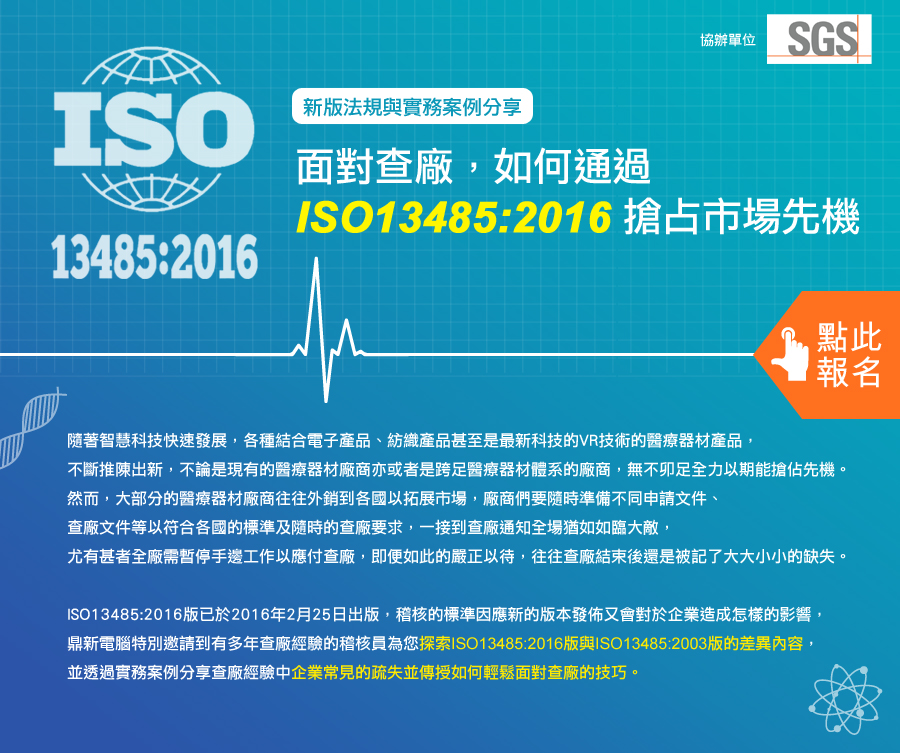 協辦單位
SGS
ISO
13485:2016
新版法規與實務案例分享
面對查廠，如何通過
ISO13485:2016 搶占市場先機
點此
報名
隨著智慧科技快速發展，各種結合電子產品、紡織產品甚至是最新科技的VR技術的醫療器材產品，
不斷推陳出新，不論是現有的醫療器材廠商亦或者是跨足醫療器材體系的廠商，無不卯足全力以期能搶佔先機。
然而，大部分的醫療器材廠商往往外銷到各國以拓展市場，廠商們要隨時準備不同申請文件、
查廠文件等以符合各國的標準及隨時的查廠要求，一接到查廠通知全場猶如如臨大敵，
尤有甚者全廠需暫停手邊工作以應付查廠，即便如此的嚴正以待，往往查廠結束後還是被記了大大小小的缺失。
ISO13485:2016版已於2016年2月25日出版，稽核的標準因應新的版本發佈又會對於企業造成怎樣的影響，
鼎新電腦特別邀請到有多年查廠經驗的稽核員為您探索ISO13485:2016版與ISO13485:2003版的差異內容，
並透過實務案例分享查廠經驗中企業常見的疏失並傳授如何輕鬆面對查廠的技巧。